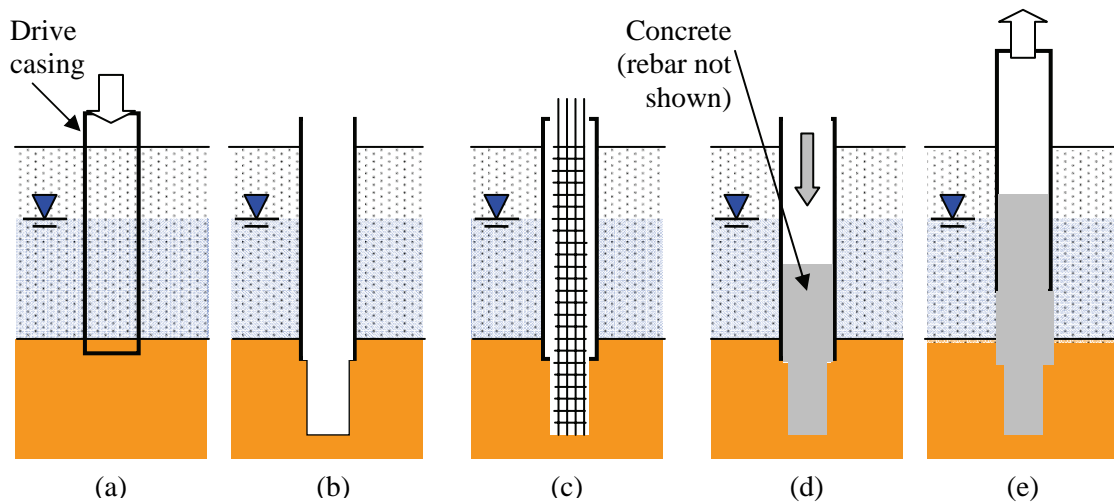 Drive
casing
Concrete
(rebar not
shown)
(a)
(b)
(c)
(d)
(e)